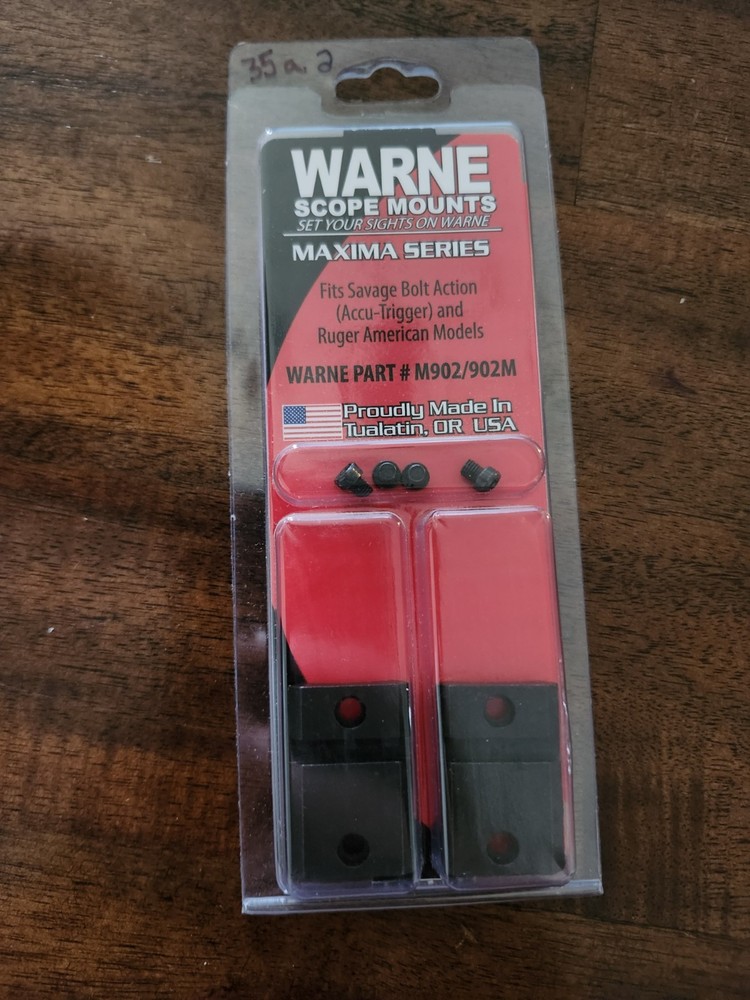 35 a. 2
WARNE
SCOPE MOUNTS
SET YOUR SIGHTS ON WARNE
MAXIMA SERIES
Fits Savage Bolt Action
(Accu-Trigger) and
Ruger American Models
WARNE PART # M902/902M
Proudly Made In
Tualatin, OR USA